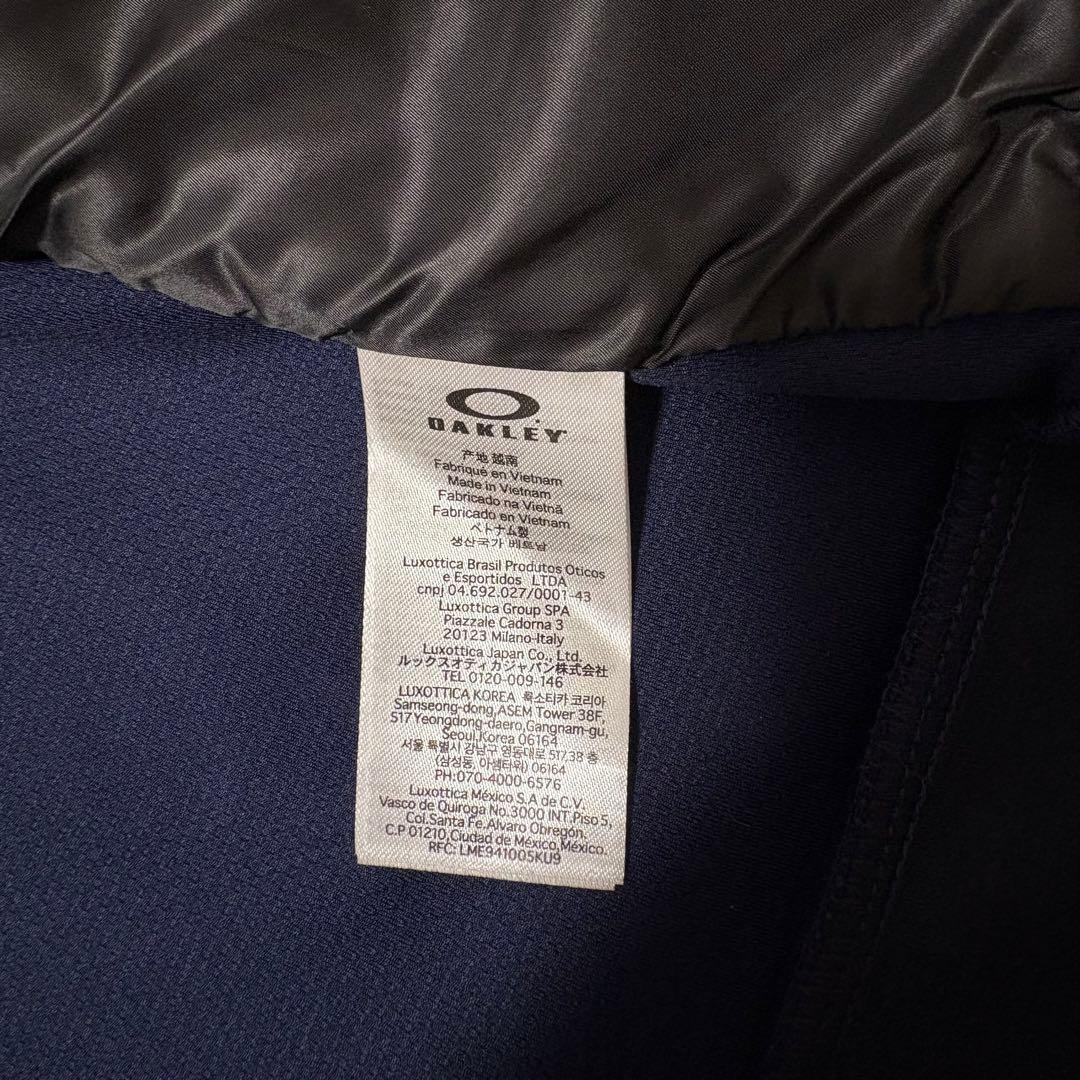 OAKLEY
产地 越南
Fabriqué en Vietnam
Made in Vietnam
Fabricado na Vietnã
Fabricado en Vietnam
ベトナム製
생산국가 베트남
Luxottica Brasil Produtos Oticos
e Esportidos LTDA
cnpj 04.692.027/0001-43
Luxottica Group SPA
Piazzale Cadorna 3
20123 Milano-Italy
Luxottica Japan Co., Ltd.
ルックスオティカジャパン株式会社
TEL 0120-009-146
LUXOTTICA KOREA 룩소티카 코리아
Samseong-dong,ASEM Tower 38F,
517 Yeongdong-daero,Gangnam-gu,
Seoul,Korea 06164
서울 특별시 강남구 영동대로 517,38 층
(삼성동, 아셈타워) 06164
PH:070-4000-6576
Luxottica México S.A de C.V.
Vasco de Quiroga No.3000 INT.Piso 5,
Col.Santa Fe.Alvaro Obregón.
C.P 01210,Ciudad de México,México.
RFC: LME941005KU9